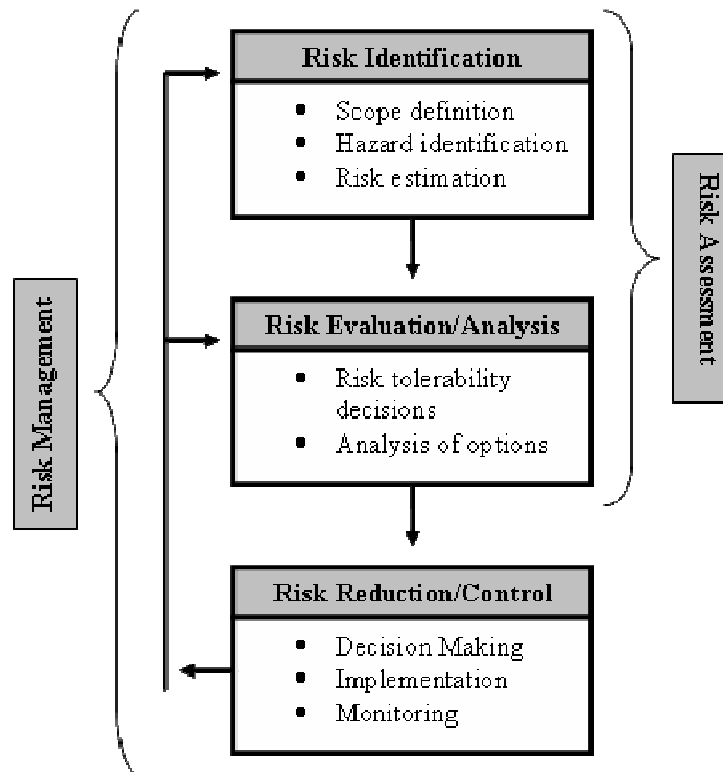 Risk Identification
• Scope definition
• Hazard identification
• Risk estimation
Risk Assessment
Risk Evaluation/Analysis
• Risk tolerability
decisions
• Analysis of options
Risk Management
Risk Reduction/Control
• Decision Making
• Implementation
• Monitoring